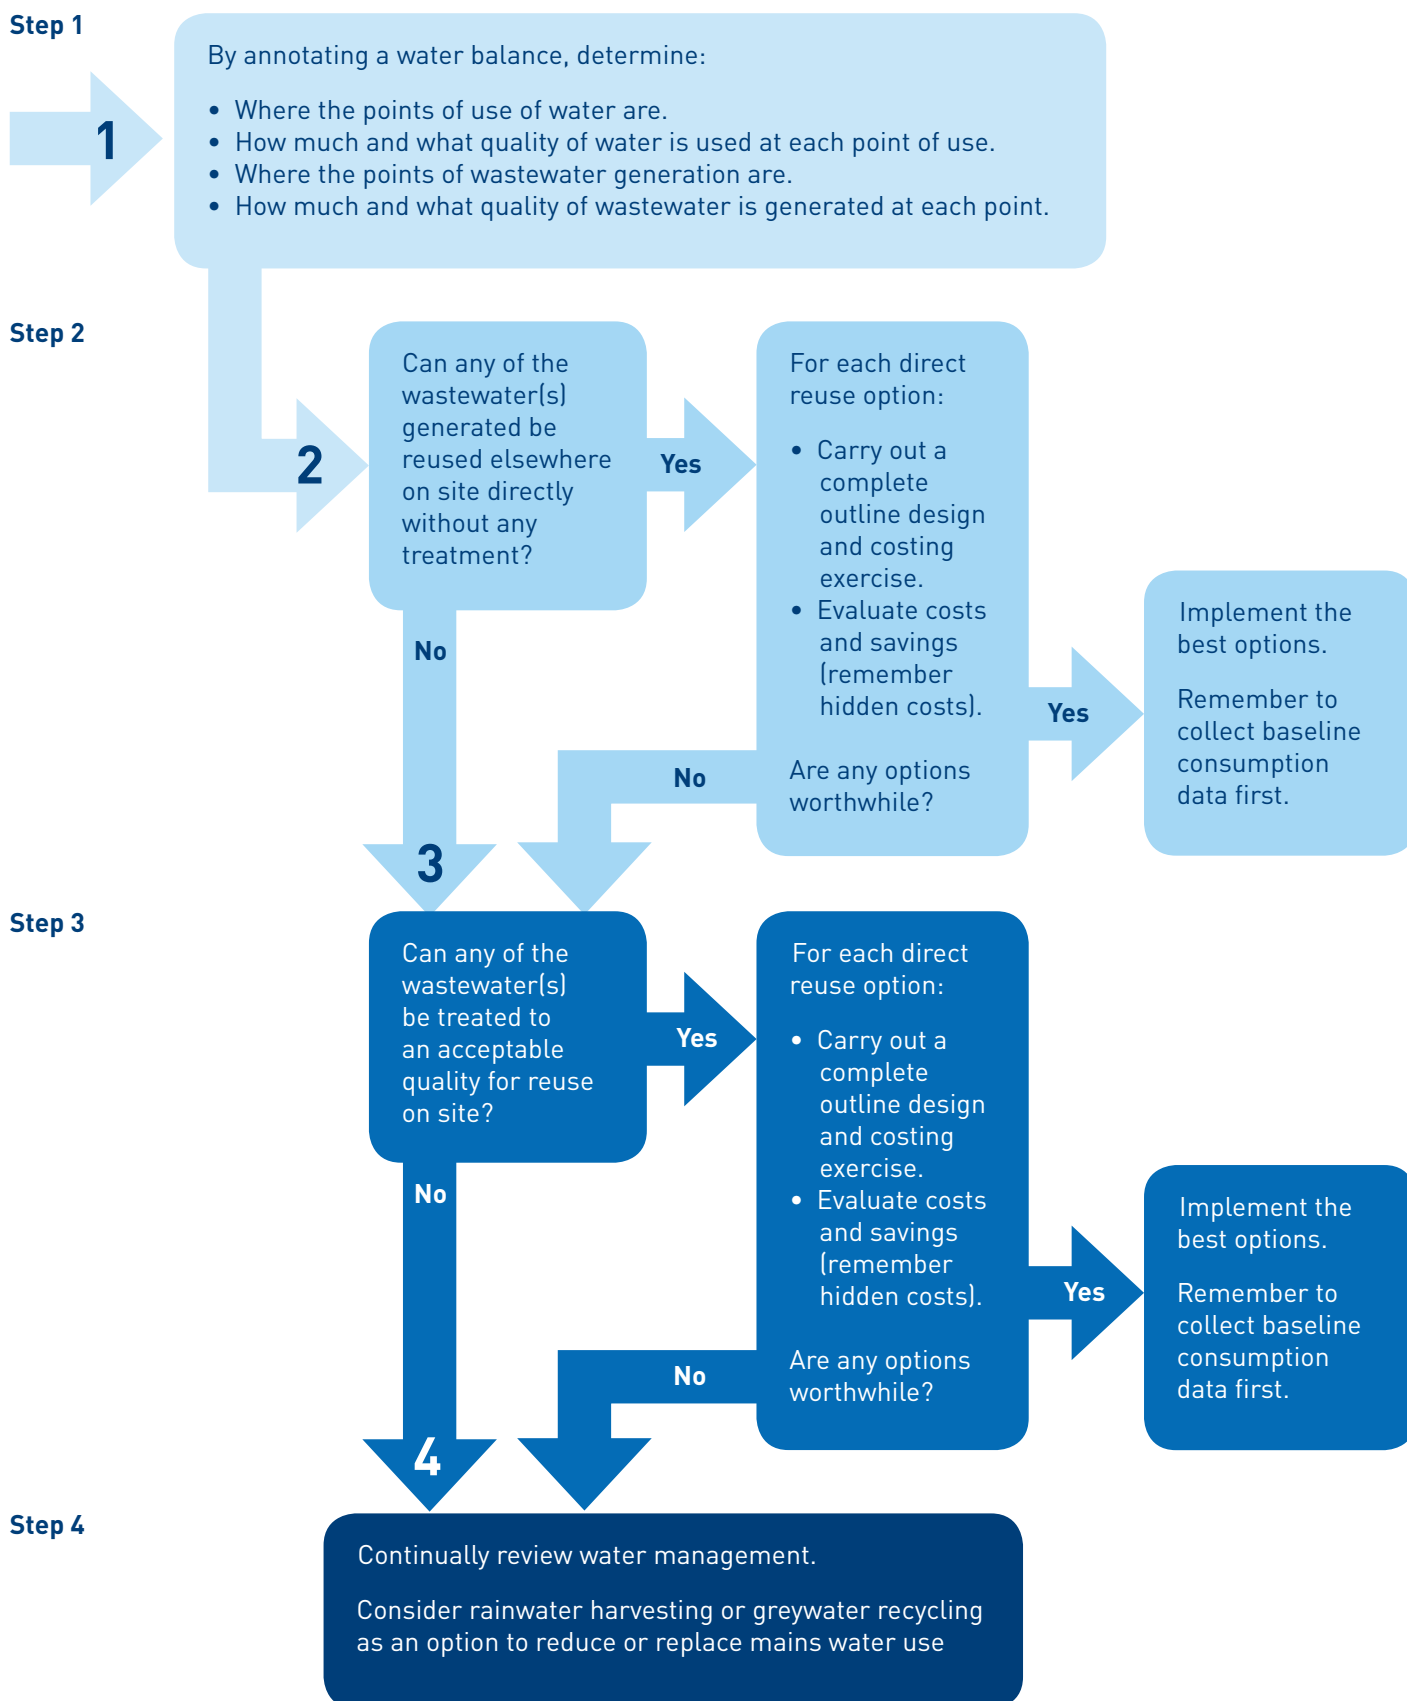 Step 1
1
By annotating a water balance, determine:
• Where the points of use of water are.
• How much and what quality of water is used at each point of use.
• Where the points of wastewater generation are.
• How much and what quality of wastewater is generated at each point.
Step 2
2
Can any of the
wastewater(s)
generated be
reused elsewhere
on site directly
without any
treatment?
Yes
For each direct
reuse option:
• Carry out a
complete
outline design
and costing
exercise.
• Evaluate costs
and savings
(remember
hidden costs).
Are any options
worthwhile?
Yes
Implement the
best options.
Remember to
collect baseline
consumption
data first.
No
No
3
Step 3
Can any of the
wastewater(s)
be treated to
an acceptable
quality for reuse
on site?
Yes
For each direct
reuse option:
• Carry out a
complete
outline design
and costing
exercise.
• Evaluate costs
and savings
(remember
hidden costs).
Are any options
worthwhile?
Yes
Implement the
best options.
Remember to
collect baseline
consumption
data first.
No
No
4
Step 4
Continually review water management.
Consider rainwater harvesting or greywater recycling
as an option to reduce or replace mains water use